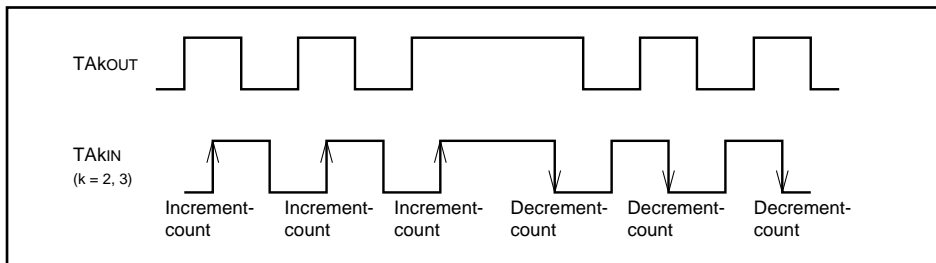 TAkOUT
TAkIN
(k = 2, 3)
Increment-
count
Increment-
count
Increment-
count
Decrement-
count
Decrement-
count
Decrement-
count